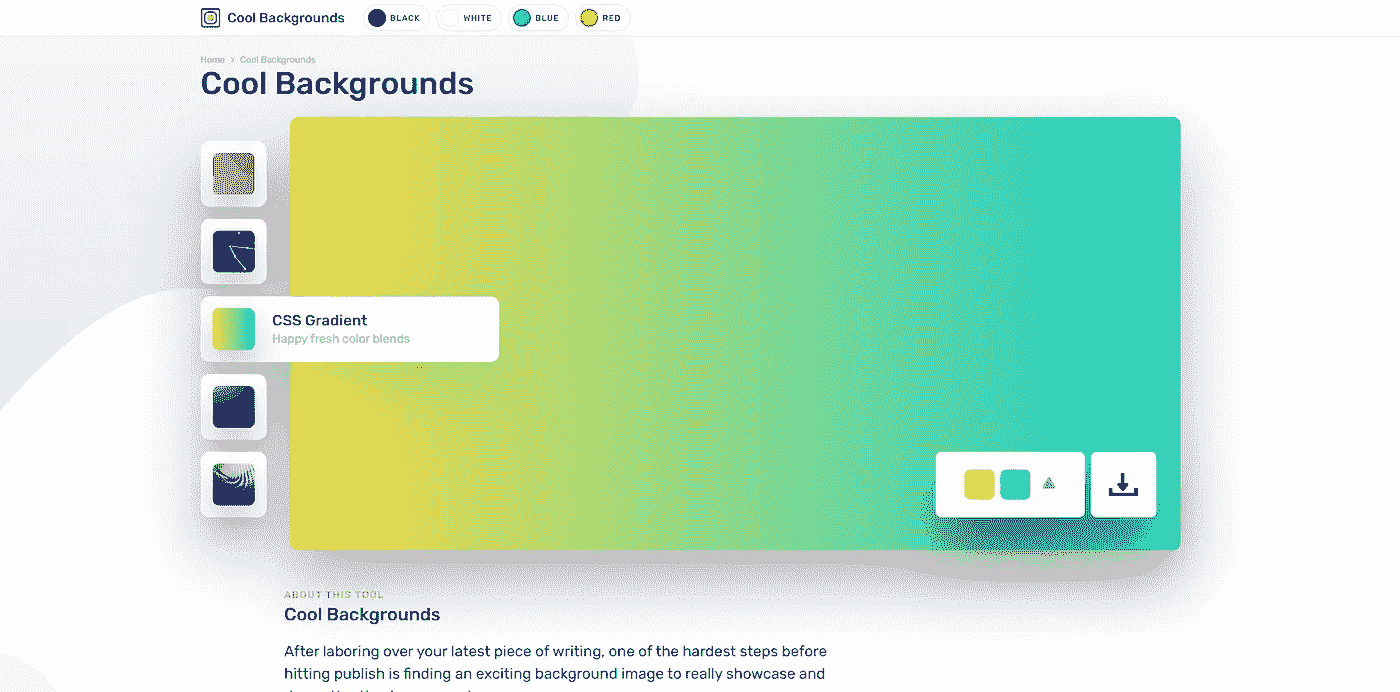 Cool Backgrounds
BLACK
WHITE
BLUE
RED
Home › Cool Backgrounds
Cool Backgrounds
CSS Gradient
Happy fresh color blends
ABOUT THIS TOOL
Cool Backgrounds
After laboring over your latest piece of writing, one of the hardest steps before
hitting publish is finding an exciting background image to really showcase and